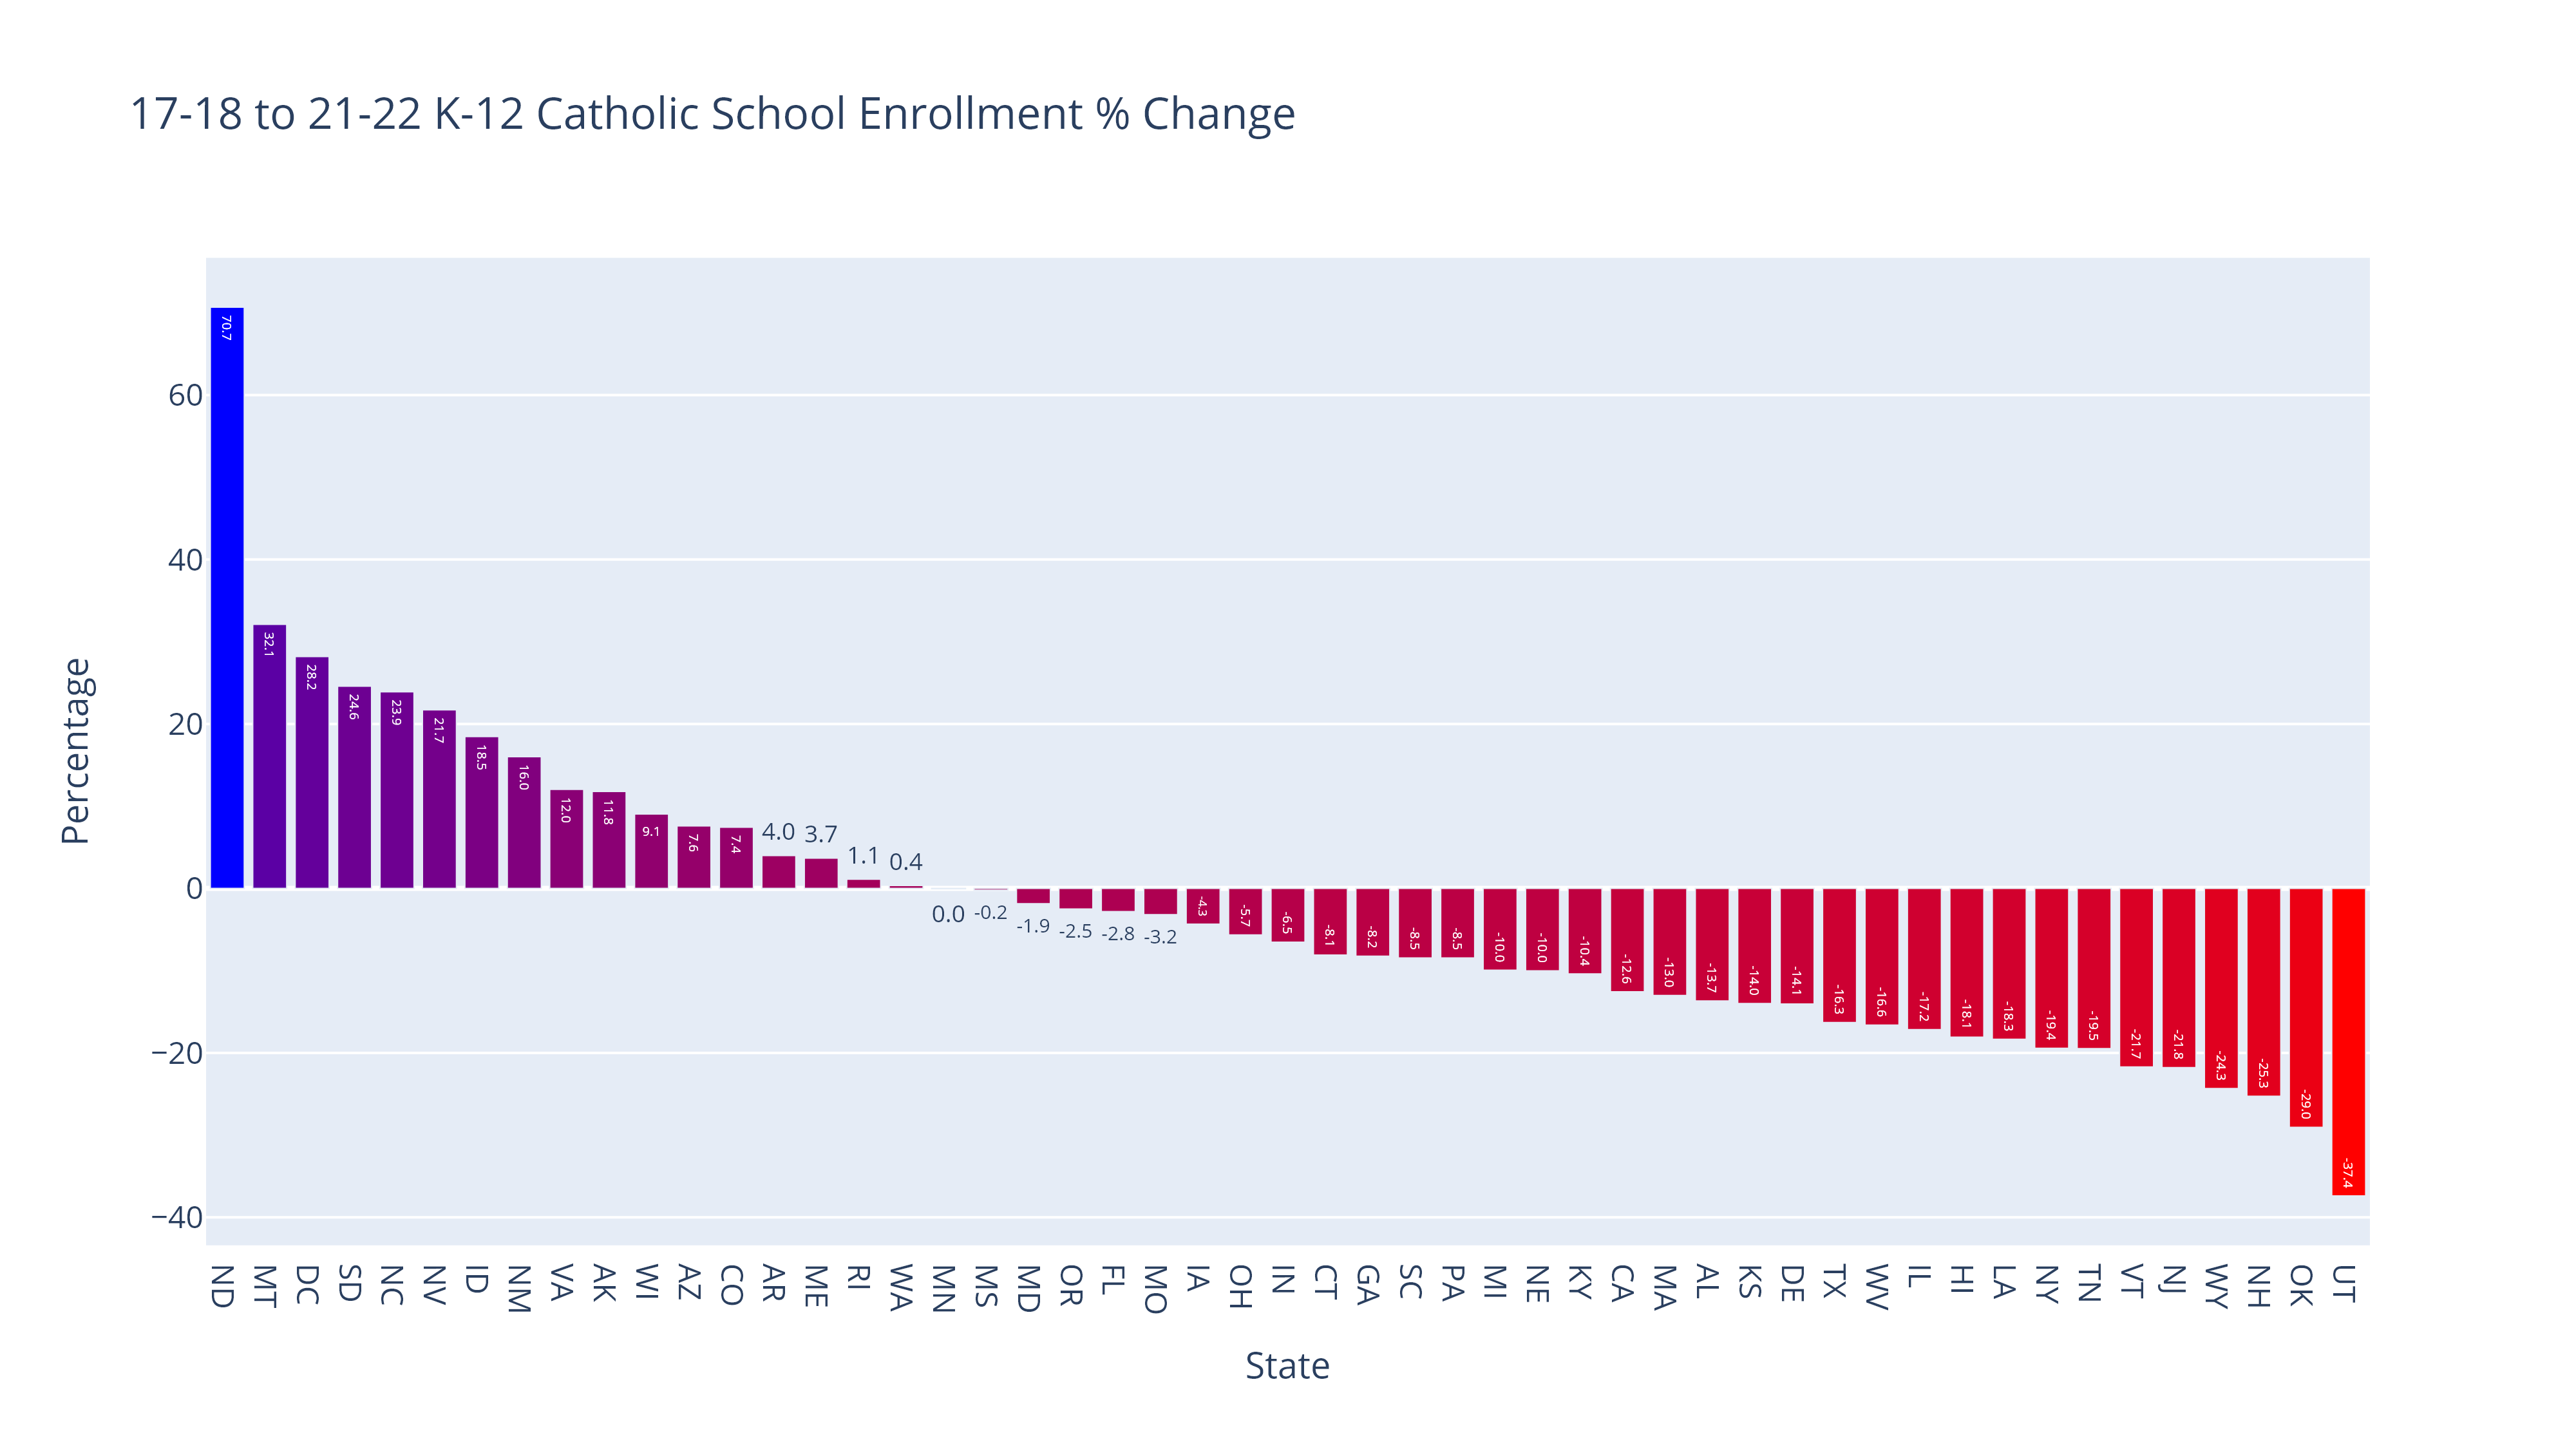 17-18 to 21-22 K-12 Catholic School Enrollment % Change
Percentage
60
40
20
0
−20
−40
70.7
32.1
28.2
24.6
23.9
21.7
18.5
16.0
12.0
11.8
9.1
7.6
7.4
4.0
3.7
1.1
0.4
0.0
-0.2
-1.9
-2.5
-2.8
-3.2
-4.3
-5.7
-6.5
-8.1
-8.2
-8.5
-8.5
-10.0
-10.0
-10.4
-12.6
-13.0
-13.7
-14.0
-14.1
-16.3
-16.6
-17.2
-18.1
-18.3
-19.4
-19.5
-21.7
-21.8
-24.3
-25.3
-29.0
-37.4
ND
MT
DC
SD
NC
NV
ID
NM
VA
AK
WI
AZ
CO
AR
ME
RI
WA
MN
MS
MD
OR
FL
MO
IA
OH
IN
CT
GA
SC
PA
MI
NE
KY
CA
MA
AL
KS
DE
TX
WV
IL
HI
LA
NY
TN
VT
NJ
WY
NH
OK
UT
State